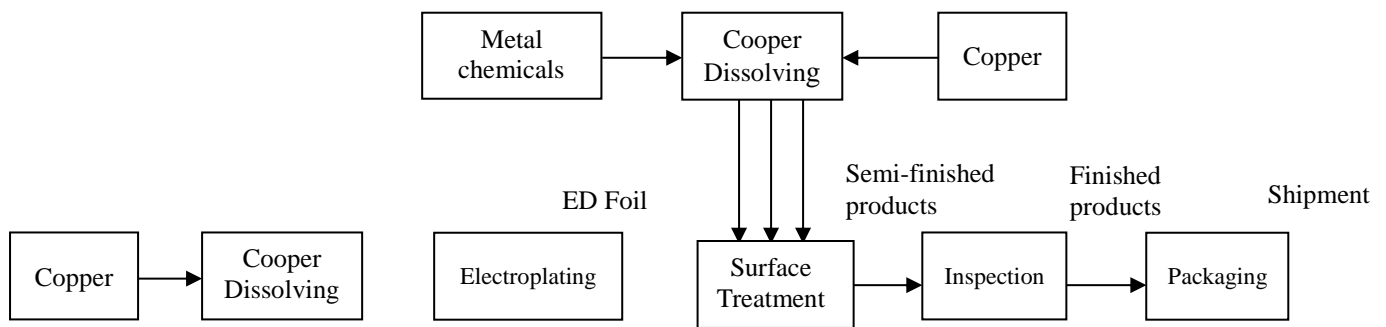 Metal
chemicals
Cooper
Dissolving
Copper
ED Foil
Semi-finished
products
Finished
products
Shipment
Copper
Cooper
Dissolving
Electroplating
Surface
Treatment
Inspection
Packaging